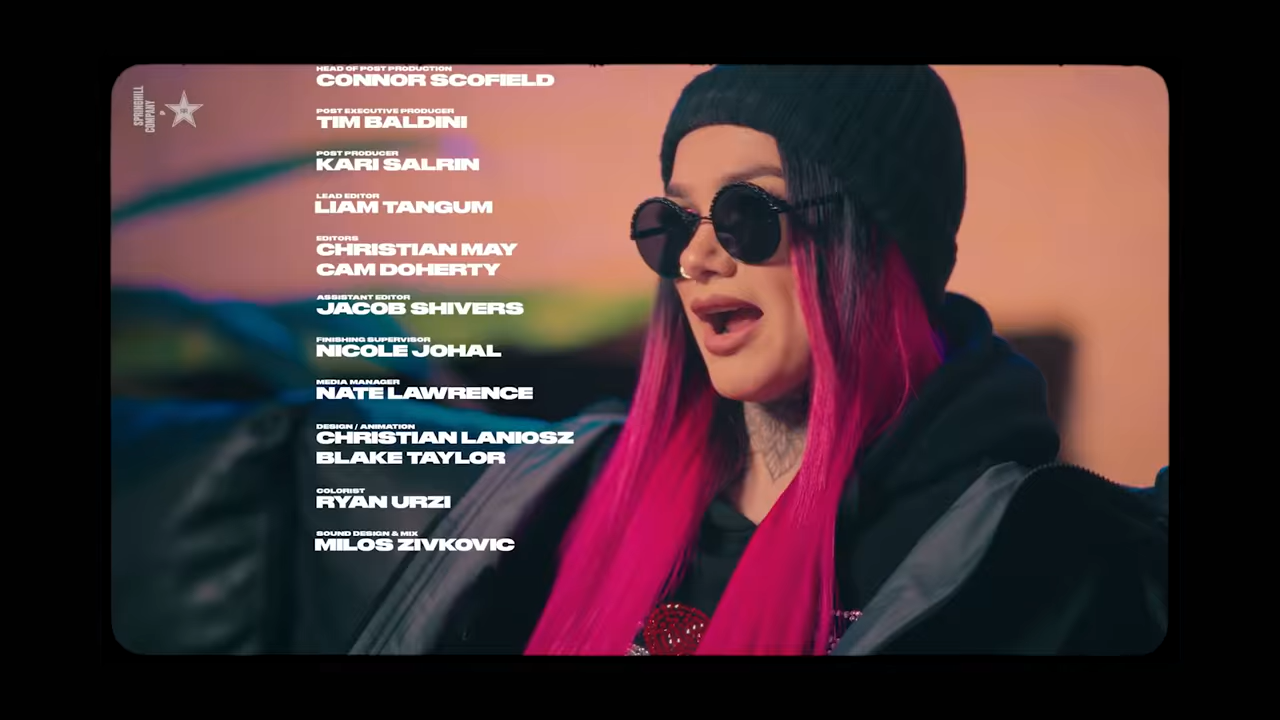 SPRINGHILL
COMPANY
HEAD OF POST PRODUCTION
CONNOR SCOFIELD
POST EXECUTIVE PRODUCER
TIM BALDINI
POST PRODUCER
KARI SALRIN
LEAD EDITOR
LIAM TANGUM
EDITORS
CHRISTIAN MAY
CAM DOHERTY
ASSISTANT EDITOR
JACOB SHIVERS
FINISHING SUPERVISOR
NICOLE JOHAL
MEDIA MANAGER
NATE LAWRENCE
DESIGN / ANIMATION
CHRISTIAN LANIOSZ
BLAKE TAYLOR
COLORIST
RYAN URZI
SOUND DESIGN & MIX
MILOS ZIVKOVIC